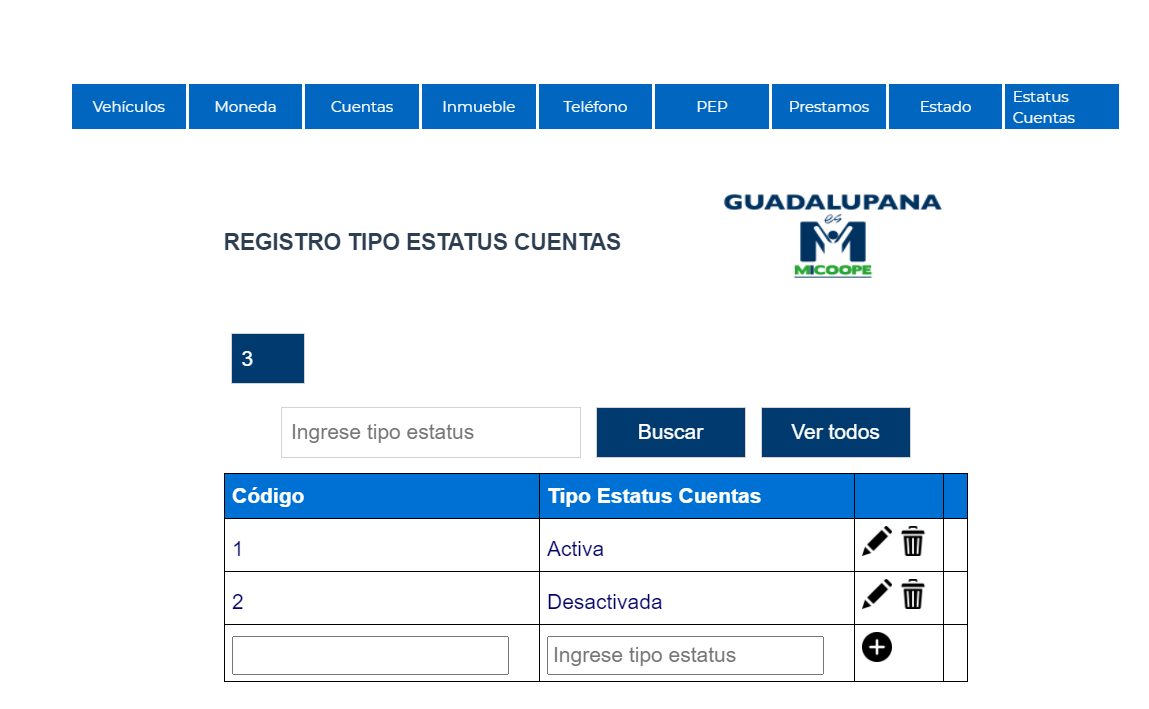 Vehículos Moneda Cuentas Inmueble Teléfono PEP Prestamos Estado Estatus
Cuentas
GUADALUPANA
es
MICOOPE
REGISTRO TIPO ESTATUS CUENTAS
3
Ingrese tipo estatus Buscar Ver todos
Código Tipo Estatus Cuentas
1 Activa
2 Desactivada
Ingrese tipo estatus